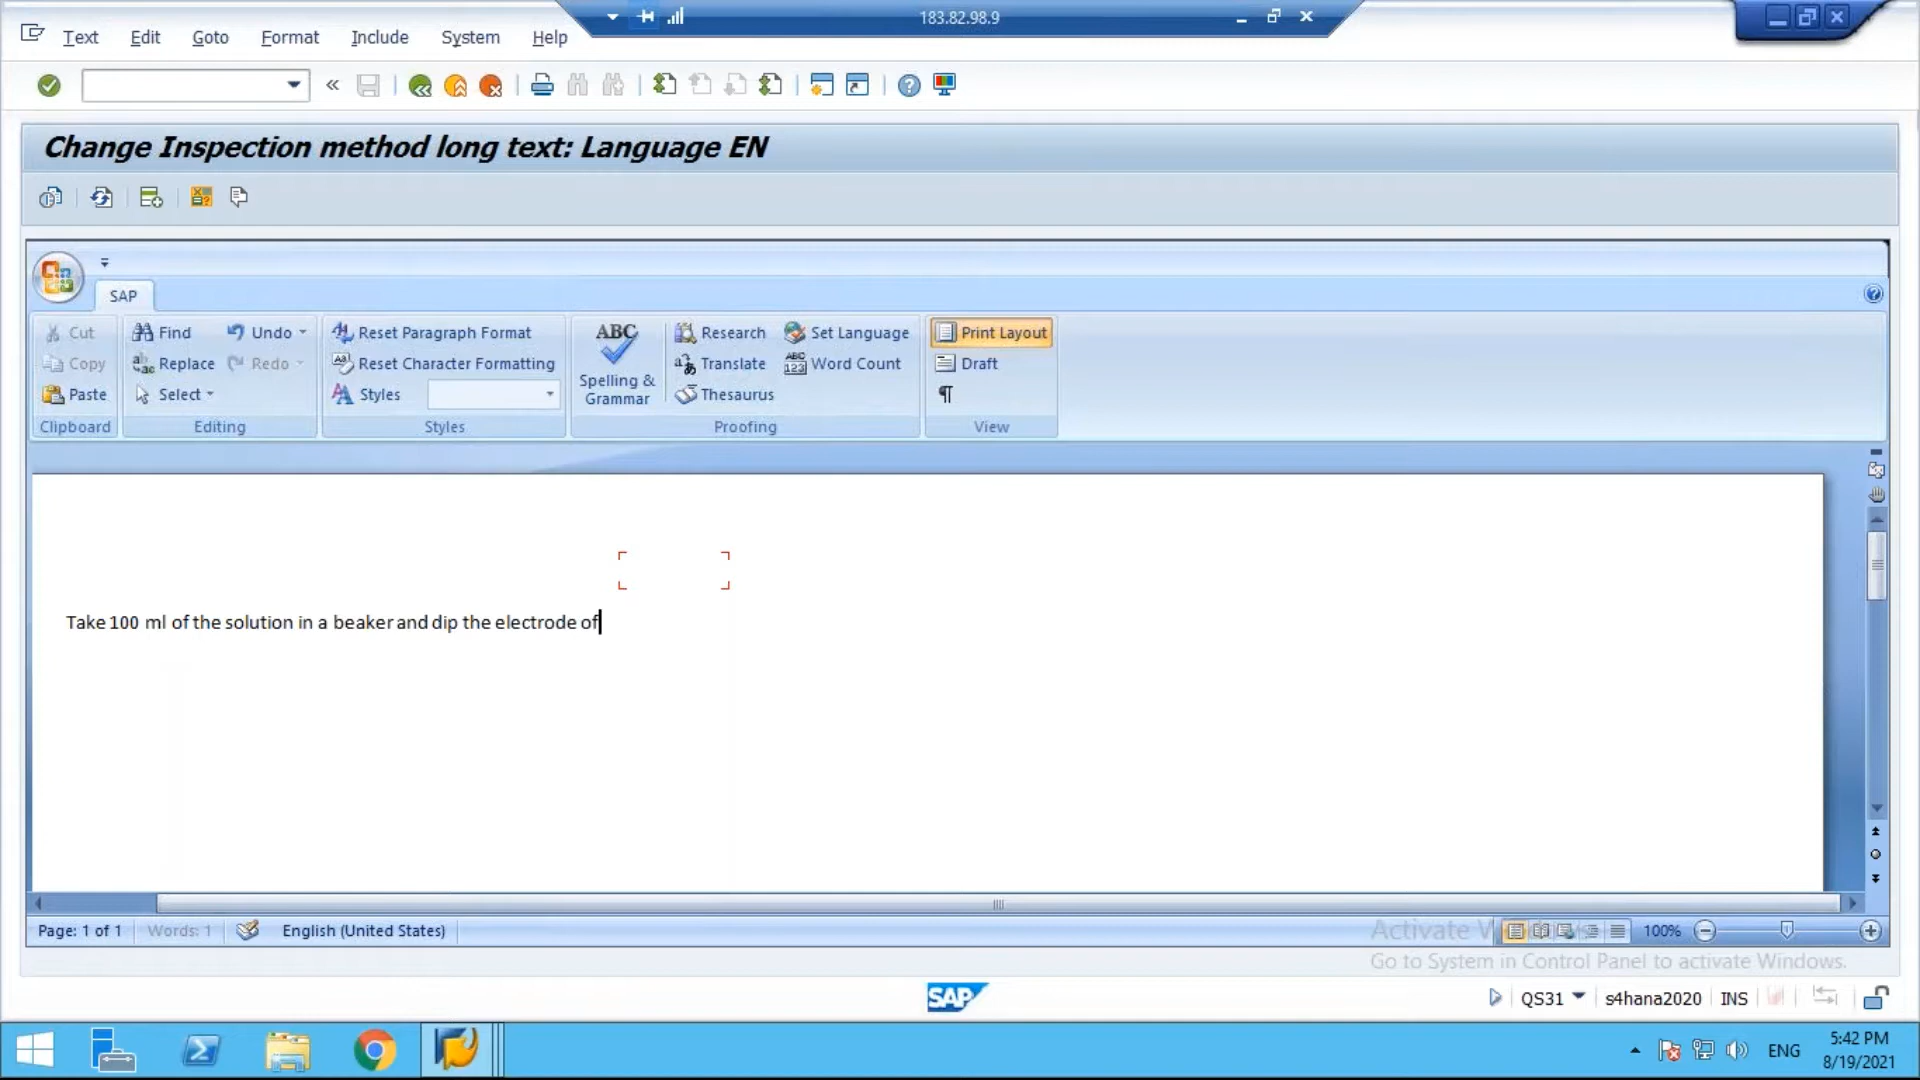 183.82.98.9
Text Edit Goto Format Include System Help
Change Inspection method long text: Language EN
SAP
Cut Find Undo Reset Paragraph Format ABC Research Set Language Print Layout
Copy Replace Redo Reset Character Formatting Translate Word Count Draft
Paste Select Styles Spelling & Grammar Thesaurus ¶
Clipboard Editing Styles Proofing View
Take 100 ml of the solution in a beaker and dip the electrode of
Page: 1 of 1 Words: 1 English (United States) 100%
Activate W
Go to System in Control Panel to activate Windows.
SAP QS31 s4hana2020 INS
ENG 5:42 PM
8/19/2021